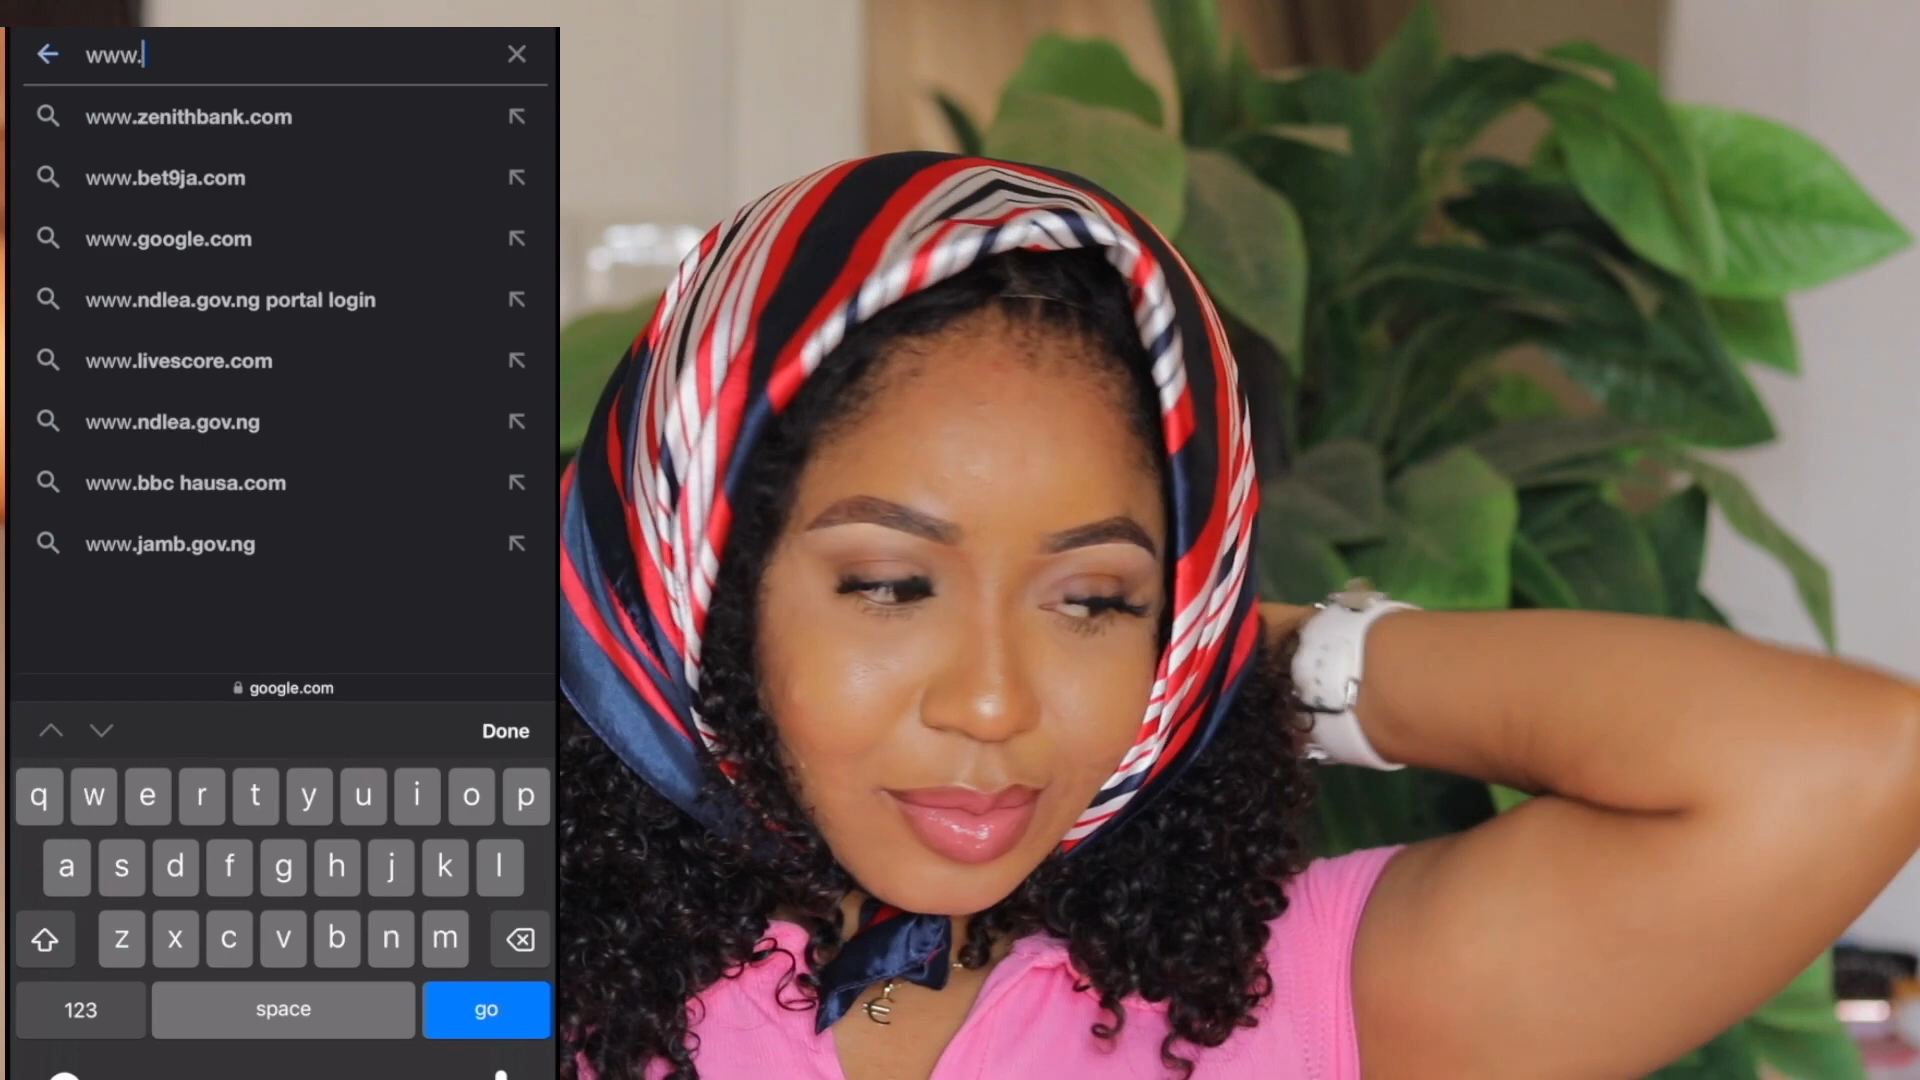 www.
www.zenithbank.com
www.bet9ja.com
www.google.com
www.ndlea.gov.ng portal login
www.livescore.com
www.ndlea.gov.ng
www.bbc hausa.com
www.jamb.gov.ng
google.com
Done
q w e r t y u i o p
a s d f g h j k l
z x c v b n m
123 space go